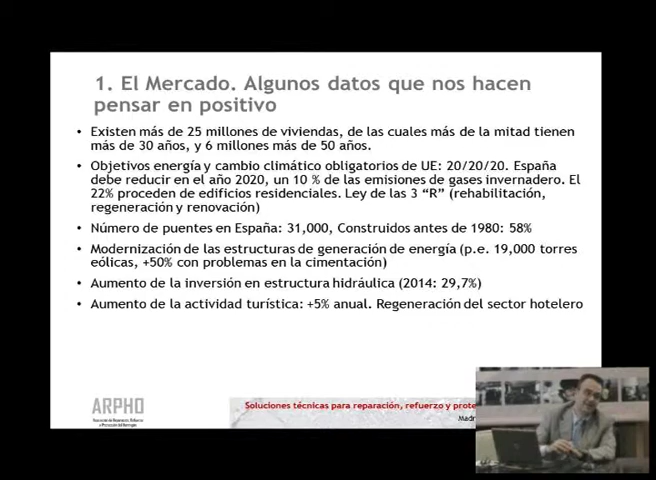 1. El Mercado. Algunos datos que nos hacen
pensar en positivo
• Existen más de 25 millones de viviendas, de las cuales más de la mitad tienen
más de 30 años, y 6 millones más de 50 años.
• Objetivos energía y cambio climático obligatorios de UE: 20/20/20. España
debe reducir en el año 2020, un 10 % de las emisiones de gases invernadero. El
22% proceden de edificios residenciales. Ley de las 3 “R” (rehabilitación,
regeneración y renovación)
• Número de puentes en España: 31,000, Construidos antes de 1980: 58%
• Modernización de las estructuras de generación de energía (p.e. 19,000 torres
eólicas, +50% con problemas en la cimentación)
• Aumento de la inversión en estructura hidráulica (2014: 29,7%)
• Aumento de la actividad turística: +5% anual. Regeneración del sector hotelero
ARPHO
Soluciones técnicas para reparación, refuerzo y prote
Madr